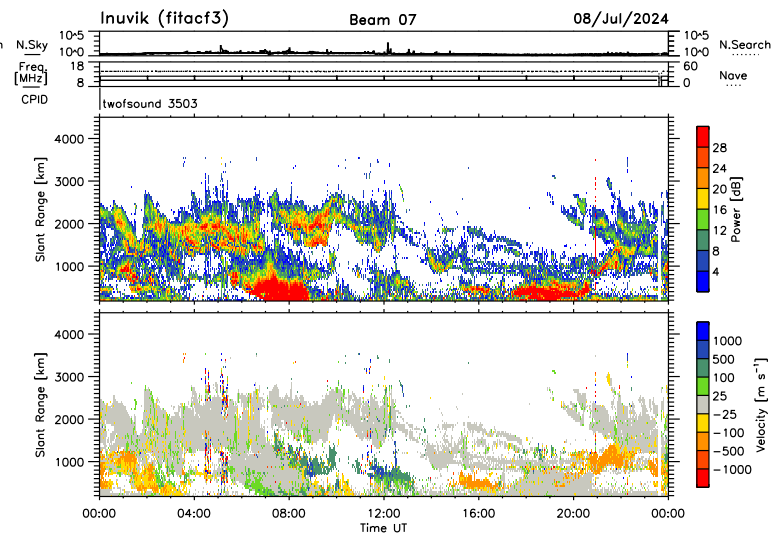 Inuvik (fitacf3) Beam 07 08/Jul/2024
n N.Sky 10^5 10^5 N.Search
10^0 10^0
Freq. 18 60 Nave
[MHz] 8 0
CPID twofsound 3503
Slant Range [km] 4000 3000 2000 1000
28 24 20 16 12 8 4 Power [dB]
Slant Range [km] 4000 3000 2000 1000
1000 500 100 25 -25 -100 -500 -1000 Velocity [m s⁻¹]
00:00 04:00 08:00 12:00 16:00 20:00 00:00
Time UT